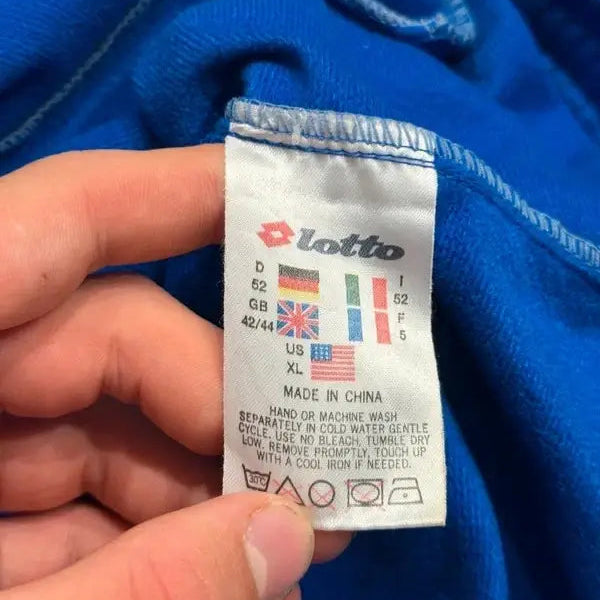 lotto
D
52
I
52
GB
42/44
F
5
US
XL
MADE IN CHINA
HAND OR MACHINE WASH
SEPARATELY IN COLD WATER GENTLE
CYCLE. USE NO BLEACH, TUMBLE DRY
LOW. REMOVE PROMPTLY, TOUCH UP
WITH A COOL IRON IF NEEDED.
30°C